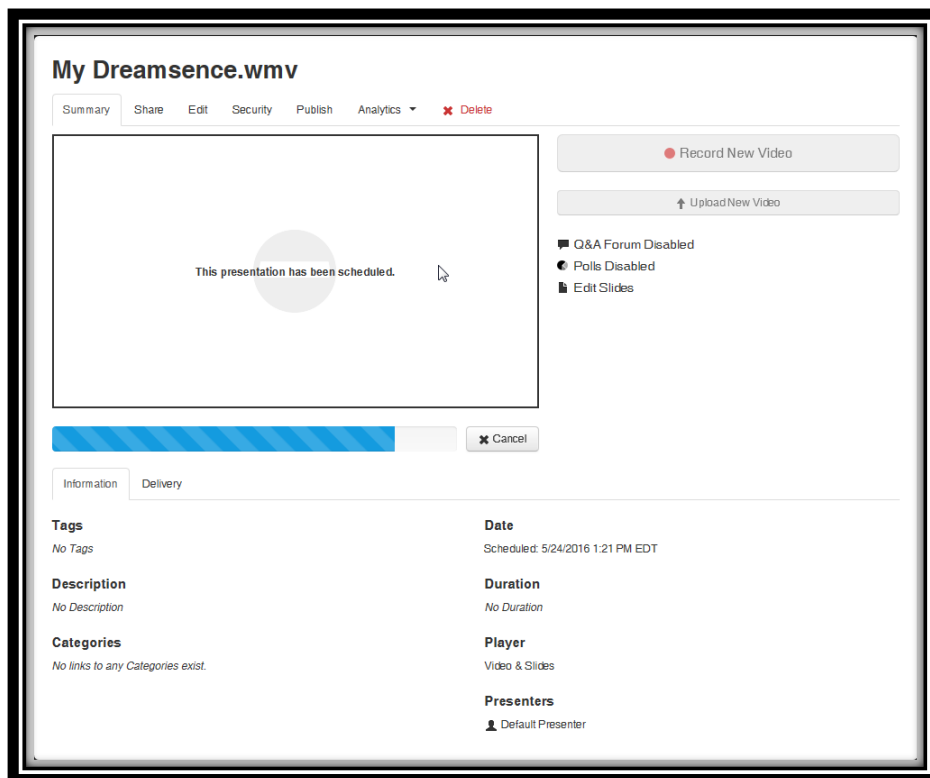 My Dreamsence.wmv
Summary Share Edit Security Publish Analytics Delete
Record New Video
Upload New Video
Q&A Forum Disabled
Polls Disabled
Edit Slides
This presentation has been scheduled.
Cancel
Information Delivery
Tags
No Tags
Description
No Description
Categories
No links to any Categories exist.
Date
Scheduled: 5/24/2016 1:21 PM EDT
Duration
No Duration
Player
Video & Slides
Presenters
Default Presenter